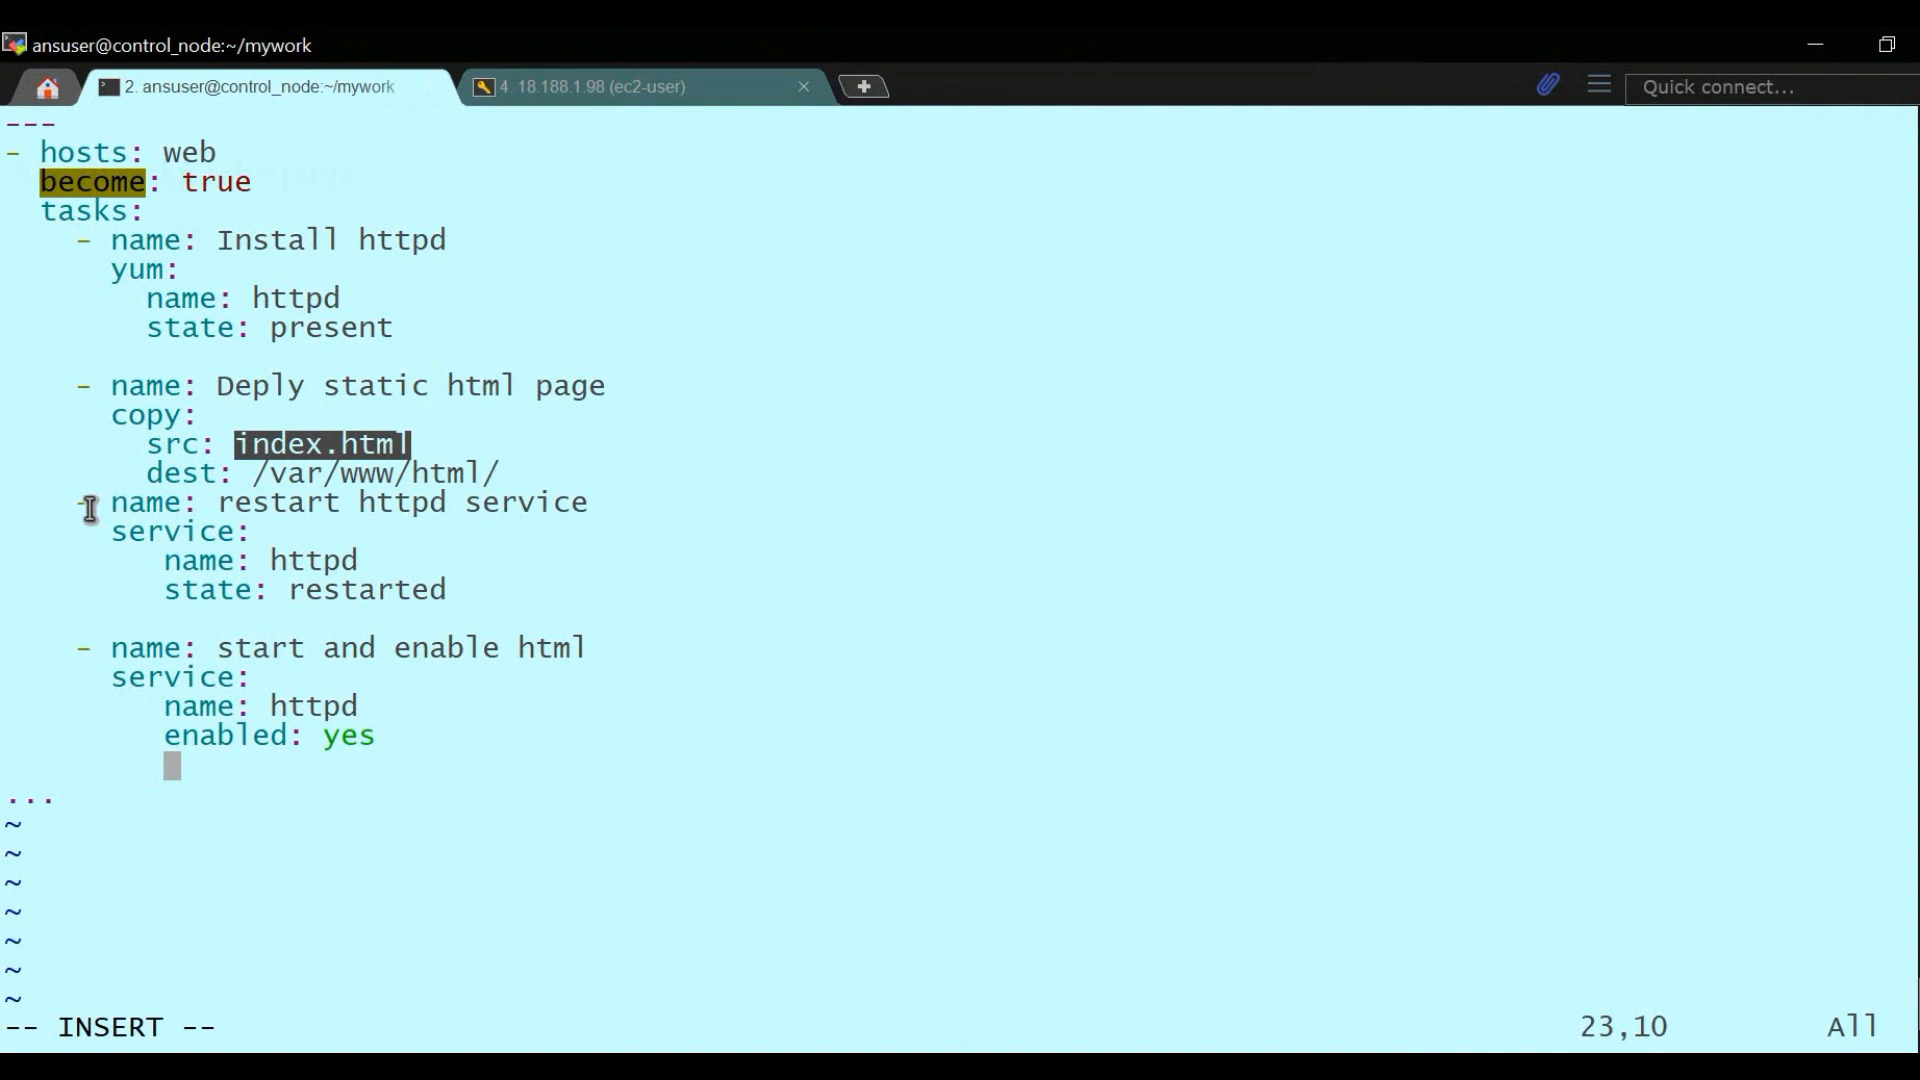 ansuser@control_node:~/mywork
2. ansuser@control_node:~/mywork
4. 18.188.1.98 (ec2-user)
Quick connect...
---
- hosts: web
  become: true
  tasks:
    - name: Install httpd
      yum:
        name: httpd
        state: present
    - name: Deply static html page
      copy:
        src: index.html
        dest: /var/www/html/
    - name: restart httpd service
      service:
         name: httpd
         state: restarted
    - name: start and enable html
      service:
         name: httpd
         enabled: yes
...
~
~
~
~
~
~
~
-- INSERT --
23,10
All